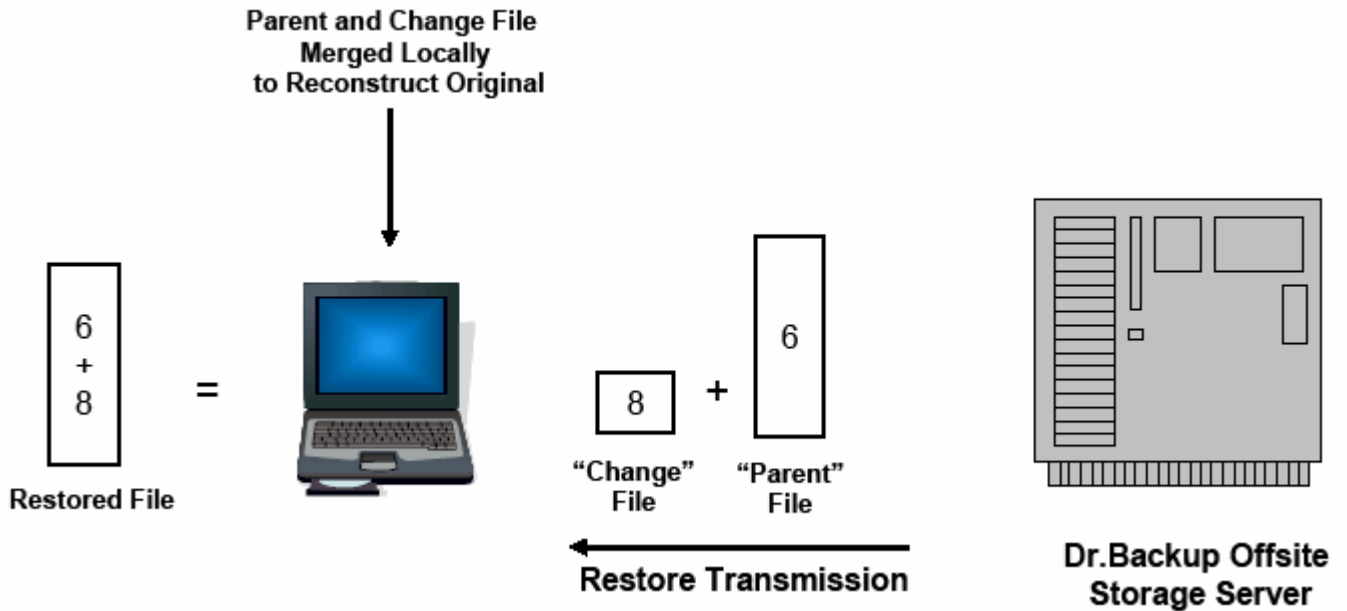 Parent and Change File
Merged Locally
to Reconstruct Original
6
+
8
=
8
+
6
Restored File
“Change”
File
“Parent”
File
Restore Transmission
Dr.Backup Offsite
Storage Server